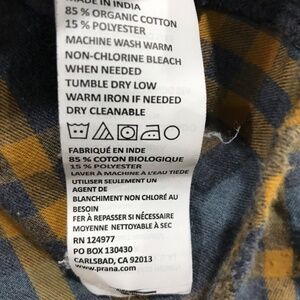 MADE IN INDIA
85 % ORGANIC COTTON
15 % POLYESTER
MACHINE WASH WARM
NON-CHLORINE BLEACH
WHEN NEEDED
TUMBLE DRY LOW
WARM IRON IF NEEDED
DRY CLEANABLE
FABRIQUÉ EN INDE
85 % COTON BIOLOGIQUE
15 % POLYESTER
LAVER À MACHINE À L'EAU TIÈDE
UTILISER SEULEMENT UN
AGENT DE
BLANCHIMENT NON CHLORÉ AU
BESOIN
FER À REPASSER SI NÉCESSAIRE
MOYENNE NETTOYABLE À SEC
RN 124977
PO BOX 130430
CARLSBAD, CA 92013
www.prana.com